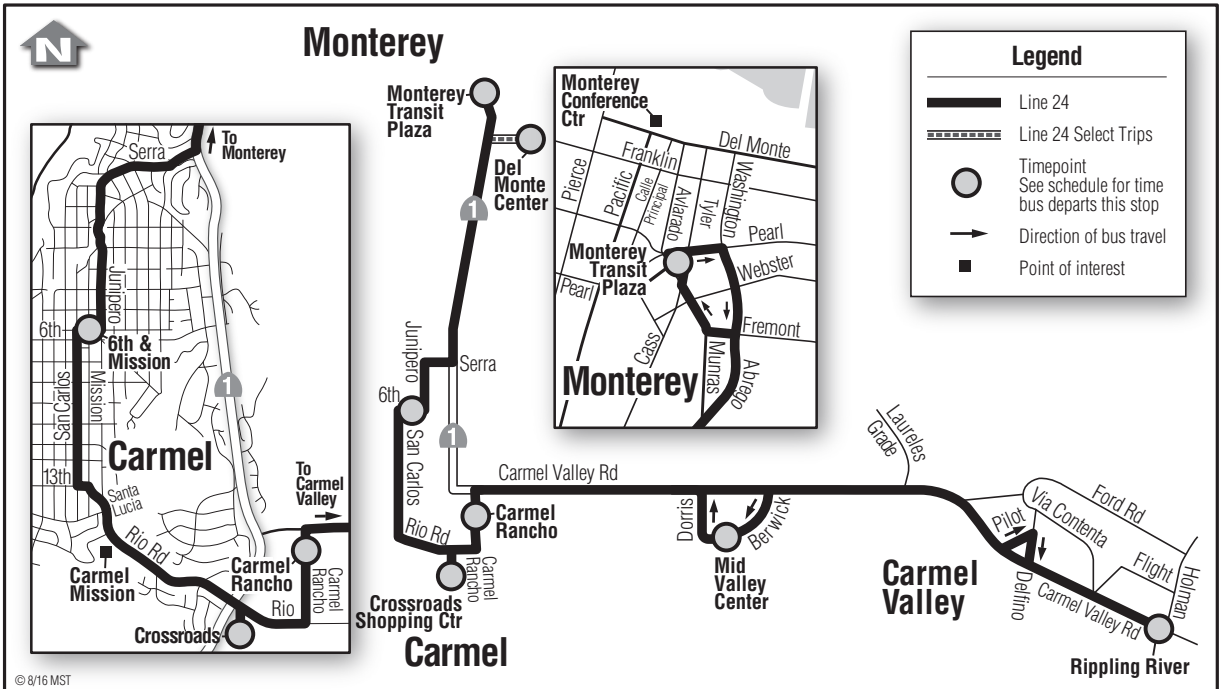 N
Monterey
Monterey
Transit
Plaza
Del
Monte
Center
1
Junipero
Serra
6th
San Carlos
1
Rio Rd
Carmel
Rancho
Carmel
Rancho
Crossroads
Shopping Ctr
Carmel
Carmel Valley Rd
Doris
Berwick
Mid
Valley
Center
Laureles
Grade
Carmel
Valley
Pilot
Via Contenta
Ford Rd
Delfino
Flight
Holman
Carmel Valley Rd
Rippling River
To
Monterey
Serra
Junipero
6th
6th &
Mission
San Carlos
Mission
1
Carmel
13th
Santa
Lucia
To
Carmel
Valley
Rio Rd
Carmel
Mission
Carmel
Rancho
Rio
Carmel
Rancho
Crossroads
Monterey
Conference
Ctr
Del Monte
Pierce
Franklin
Pacific
Calle
Principal
Avlarado
Tyler
Washington
Pearl
Monterey
Transit
Plaza
Webster
Pearl
Cass
Fremont
Munras
Abrego
Monterey
Legend
Line 24
Line 24 Select Trips
Timepoint
See schedule for time
bus departs this stop
Direction of bus travel
Point of interest
© 8/16 MST